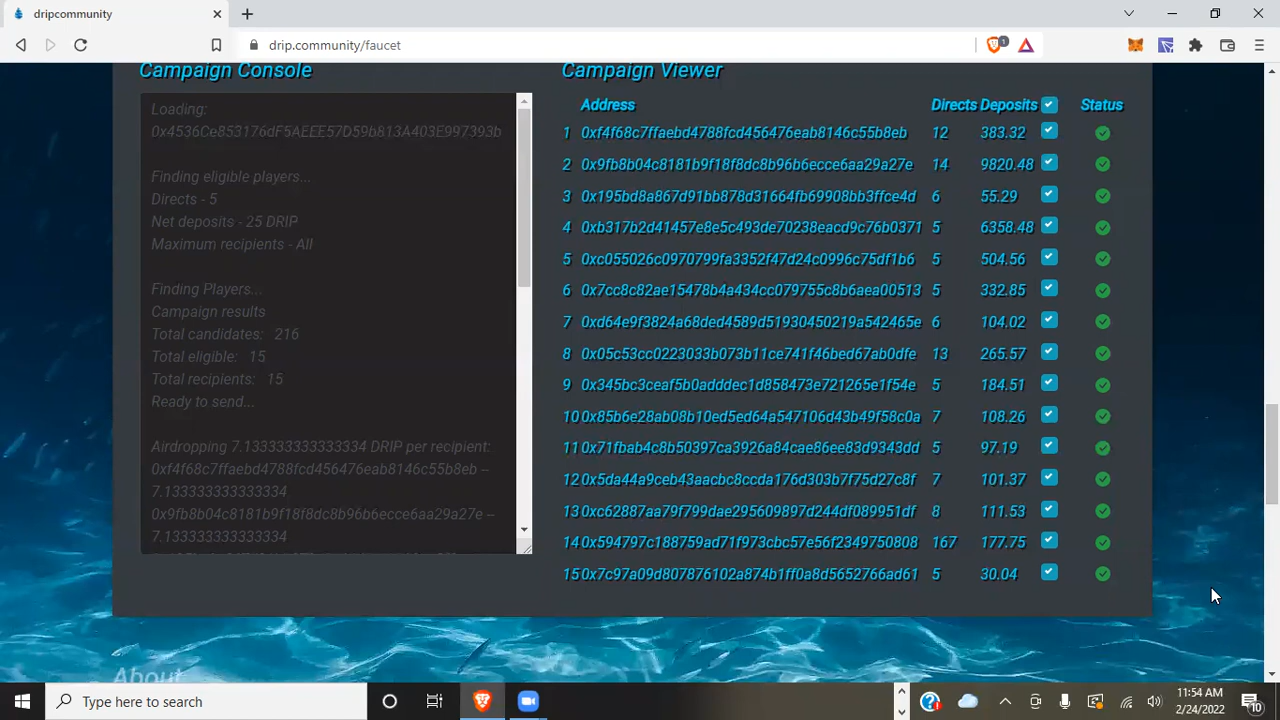 dripcommunity
drip.community/faucet
1
Campaign Console
Loading:
0x4536Ce853176dF5AEEE57D59b813A403E997393b
Finding eligible players...
Directs - 5
Net deposits - 25 DRIP
Maximum recipients - All
Finding Players...
Campaign results
Total candidates: 216
Total eligible: 15
Total recipients: 15
Ready to send...
Airdropping 7.133333333333334 DRIP per recipient:
0xf4f68c7ffaebd4788fcd456476eab8146c55b8eb –
7.133333333333334
0x9fb8b04c8181b9f18f8dc8b96b6ecce6aa29a27e –
7.133333333333334
Campaign Viewer
Address Directs Deposits Status
1 0xf4f68c7ffaebd4788fcd456476eab8146c55b8eb 12 383.32
2 0x9fb8b04c8181b9f18f8dc8b96b6ecce6aa29a27e 14 9820.48
3 0x195bd8a867d91bb878d31664fb69908bb3ffce4d 6 55.29
4 0xb317b2d41457e8e5c493de70238eacd9c76b0371 5 6358.48
5 0xc055026c0970799fa3352f47d24c0996c75df1b6 5 504.56
6 0x7cc8c82ae15478b4a434cc079755c8b6aea00513 5 332.85
7 0xd64e9f3824a68ded4589d51930450219a542465e 6 104.02
8 0x05c53cc0223033b073b11ce741f46bed67ab0dfe 13 265.57
9 0x345bc3ceaf5b0adddec1d858473e721265e1f54e 5 184.51
10 0x85b6e28ab08b10ed5ed64a547106d43b49f58c0a 7 108.26
11 0x71fbab4c8b50397ca3926a84cae86ee83d9343dd 5 97.19
12 0x5da44a9ceb43aacbc8ccda176d303b7f75d27c8f 7 101.37
13 0xc62887aa79f799dae295609897d244df089951df 8 111.53
14 0x594797c188759ad71f973cbc57e56f2349750808 167 177.75
15 0x7c97a09d807876102a874b1ff0a8d5652766ad61 5 30.04
About
Type here to search
11:54 AM
2/24/2022
10